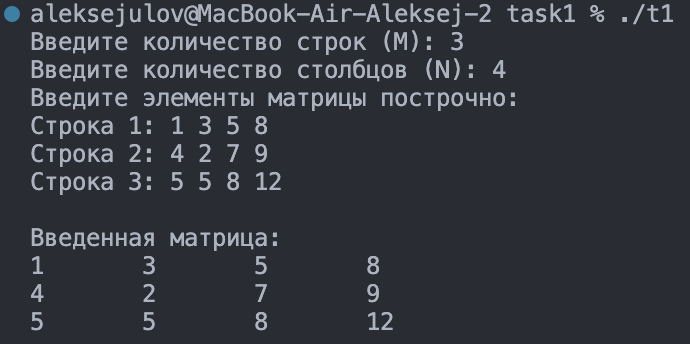 aleksejulov@MacBook-Air-Aleksej-2 task1 % ./t1
Введите количество строк (M): 3
Введите количество столбцов (N): 4
Введите элементы матрицы построчно:
Строка 1: 1 3 5 8
Строка 2: 4 2 7 9
Строка 3: 5 5 8 12
Введенная матрица:
1 3 5 8
4 2 7 9
5 5 8 12